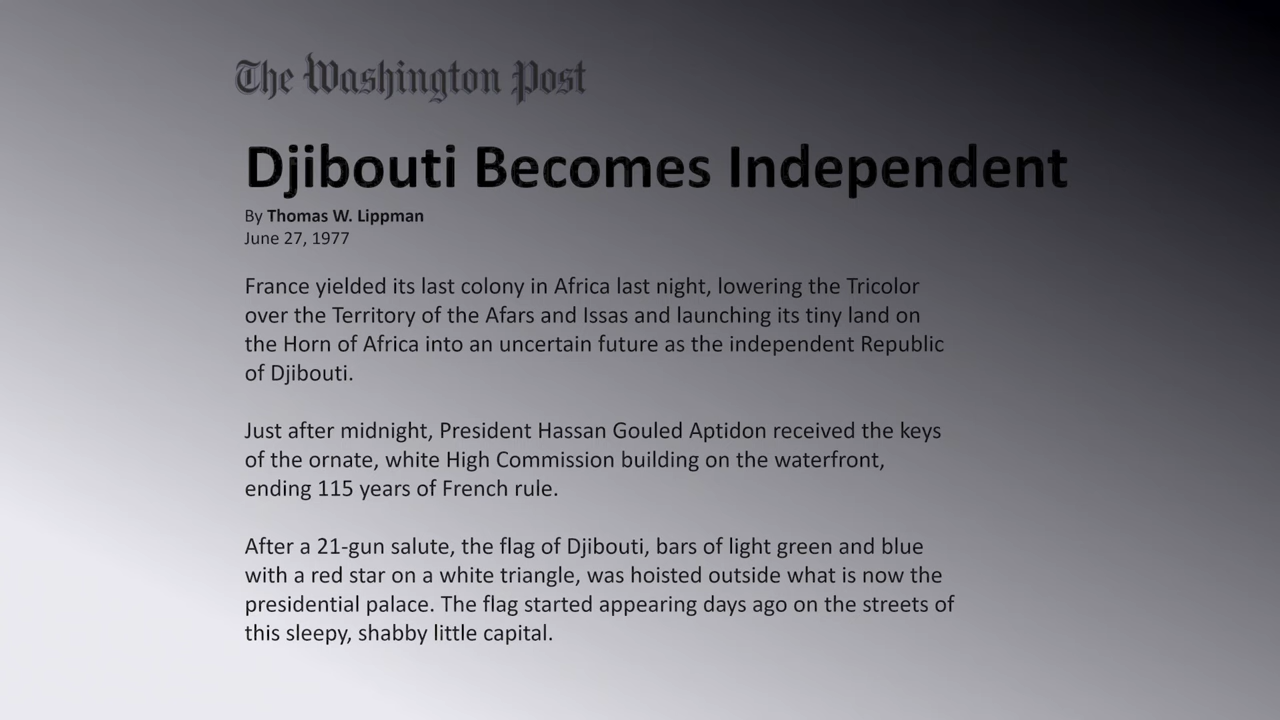 The Washington Post
Djibouti Becomes Independent
By Thomas W. Lippman
June 27, 1977
France yielded its last colony in Africa last night, lowering the Tricolor
over the Territory of the Afars and Issas and launching its tiny land on
the Horn of Africa into an uncertain future as the independent Republic
of Djibouti.
Just after midnight, President Hassan Gouled Aptidon received the keys
of the ornate, white High Commission building on the waterfront,
ending 115 years of French rule.
After a 21-gun salute, the flag of Djibouti, bars of light green and blue
with a red star on a white triangle, was hoisted outside what is now the
presidential palace. The flag started appearing days ago on the streets of
this sleepy, shabby little capital.